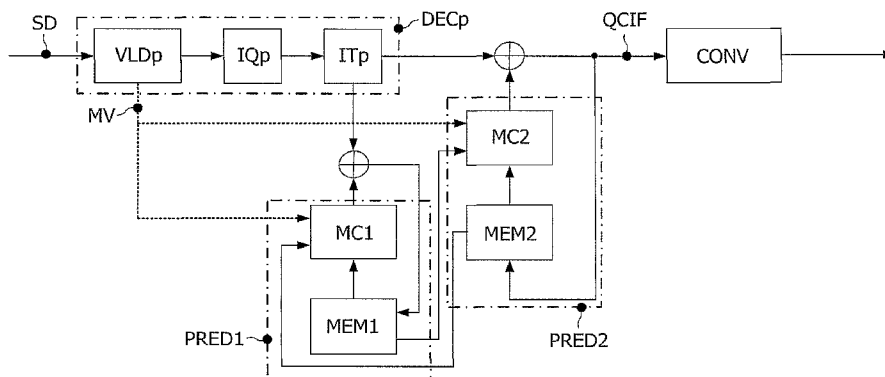 SD
DECp
QCIF
VLDp
IQp
ITp
CONV
MV
MC2
MC1
MEM2
MEM1
PRED1
PRED2